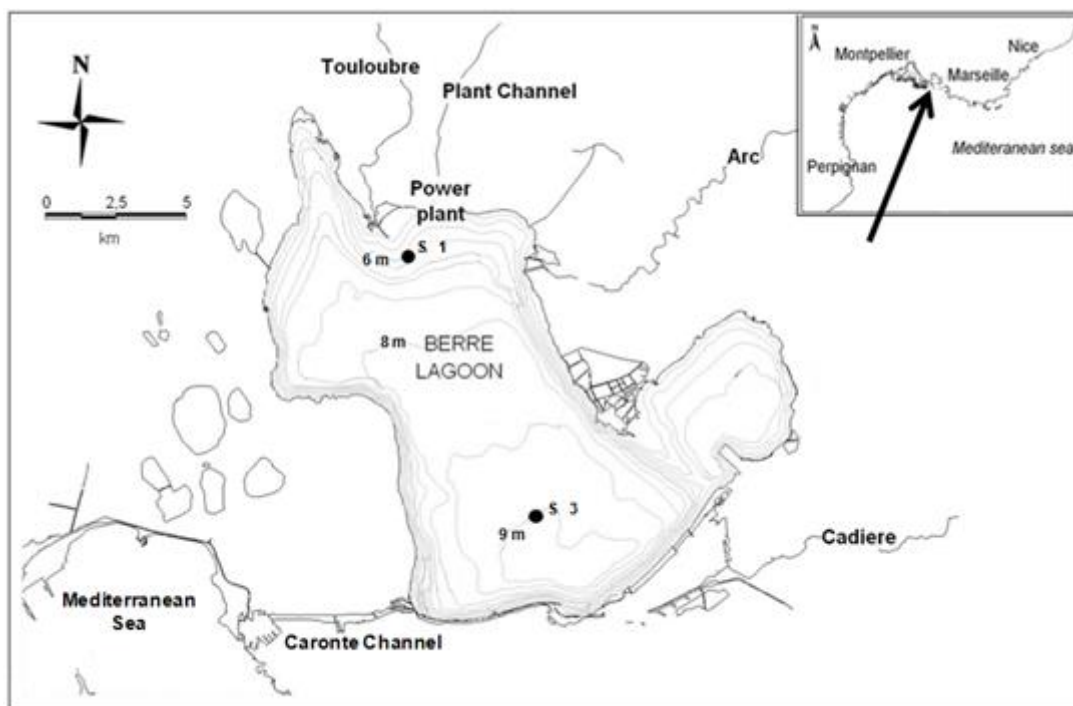 N
0 2,5 5
km
Touloubre
Plant Channel
Power
plant
Arc
S 1
6 m
8 m
BERRE
LAGOON
S 3
9 m
Cadiere
Mediterranean
Sea
Caronte Channel
N
Montpellier
Nice
Marseille
Mediteranean sea
Perpignan